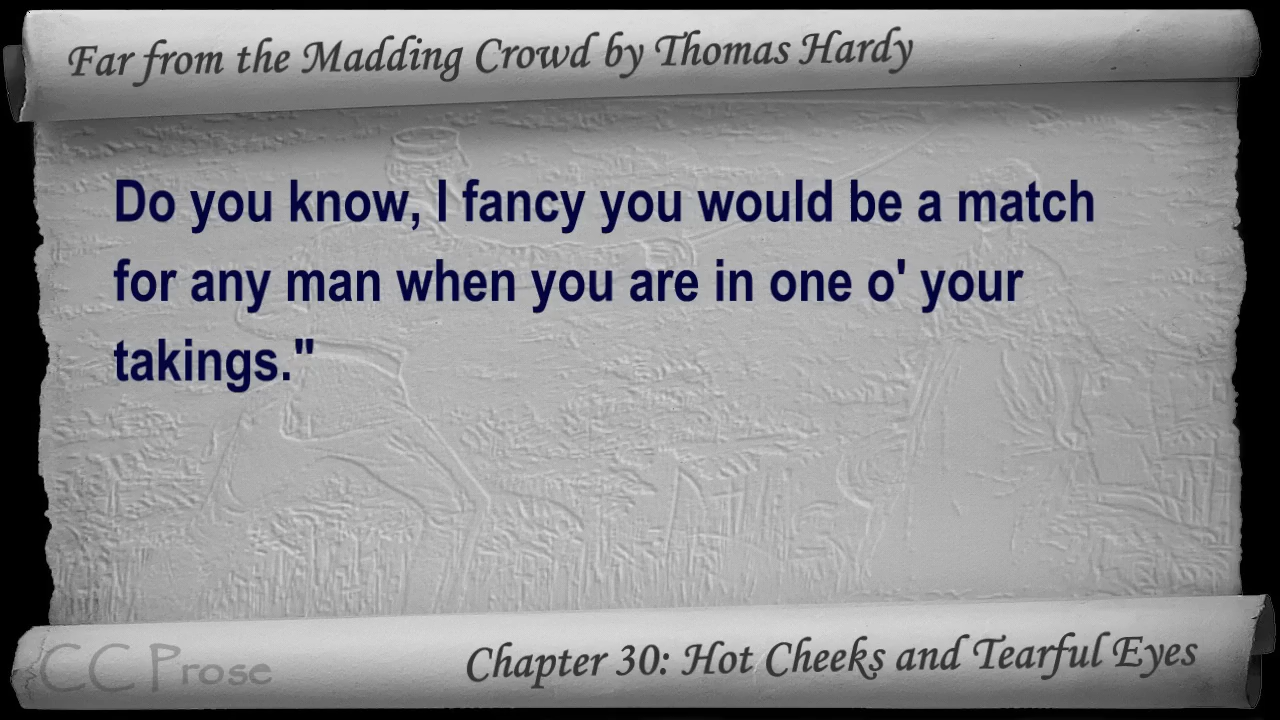 Far from the Madding Crowd by Thomas Hardy
Do you know, I fancy you would be a match
for any man when you are in one o' your
takings."
CC Prose
Chapter 30: Hot Cheeks and Tearful Eyes